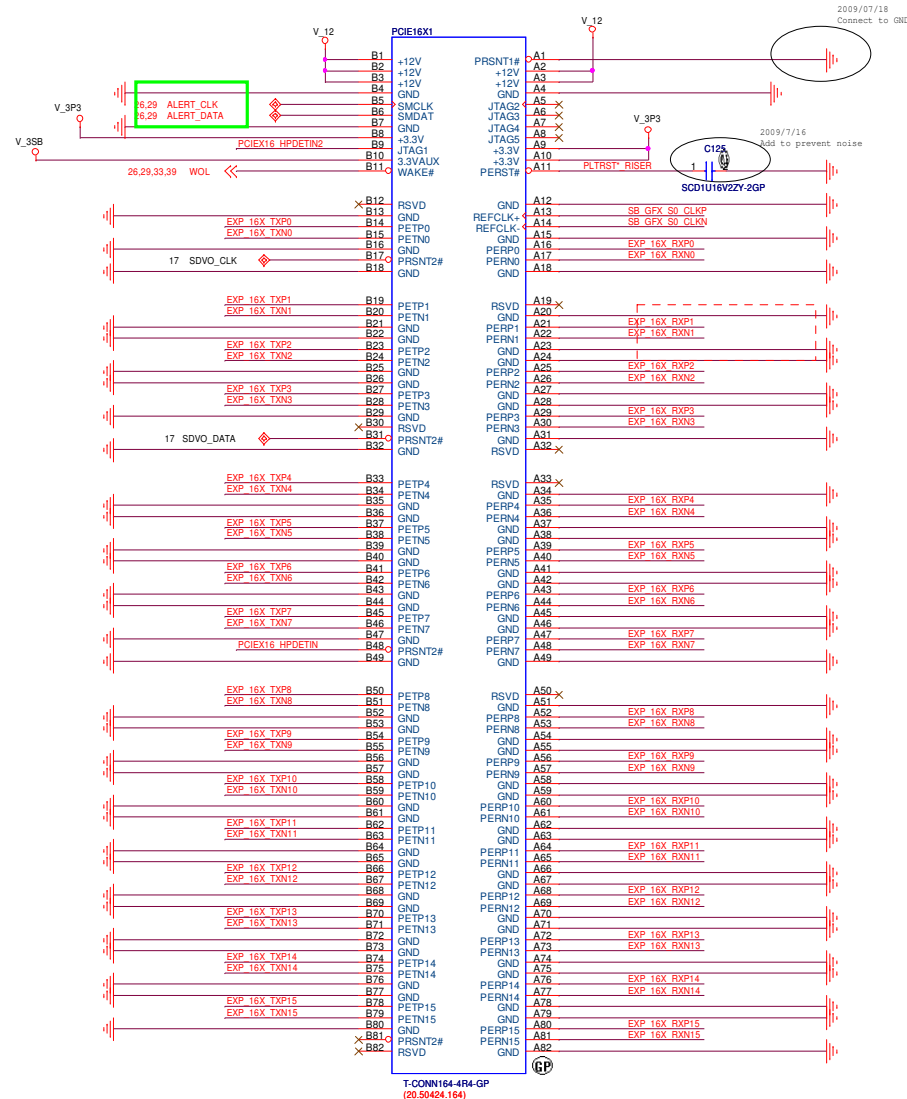 2009/07/18
Connect to GND
V_12
PCIE16X1
V_12
B1 +12V PRSNT1# A1
B2 +12V +12V A2
B3 +12V +12V A3
B4 GND GND A4
26,29 ALERT_CLK B5 SMCLK JTAG2 A5
26,29 ALERT_DATA B6 SMDAT JTAG3 A6
V_3P3 B7 GND JTAG4 A7
B8 +3.3V JTAG5 A8 V_3P3
V_3SB PCIEX16_HPDETIN2 B9 JTAG1 +3.3V A9
2009/7/16
Add to prevent noise
C125
B10 3.3VAUX +3.3V A10
26,29,33,39 WOL B11 WAKE# PERST# A11 PLTRST*_RISER 1 2
SCD1U16V2ZY-2GP
B12 RSVD GND A12
B13 GND REFCLK+ A13 SB_GFX_S0_CLKP
EXP_16X_TXP0 B14 PETP0 REFCLK- A14 SB_GFX_S0_CLKN
EXP_16X_TXN0 B15 PETN0 GND A15
B16 GND PERP0 A16 EXP_16X_RXP0
17 SDVO_CLK B17 PRSNT2# PERN0 A17 EXP_16X_RXN0
B18 GND GND A18
EXP_16X_TXP1 B19 PETP1 RSVD A19
EXP_16X_TXN1 B20 PETN1 GND A20
B21 GND PERP1 A21 EXP_16X_RXP1
B22 GND PERN1 A22 EXP_16X_RXN1
EXP_16X_TXP2 B23 PETP2 GND A23
EXP_16X_TXN2 B24 PETN2 GND A24
B25 GND PERP2 A25 EXP_16X_RXP2
B26 GND PERN2 A26 EXP_16X_RXN2
EXP_16X_TXP3 B27 PETP3 GND A27
EXP_16X_TXN3 B28 PETN3 GND A28
B29 GND PERP3 A29 EXP_16X_RXP3
B30 RSVD PERN3 A30 EXP_16X_RXN3
17 SDVO_DATA B31 PRSNT2# GND A31
B32 GND RSVD A32
EXP_16X_TXP4 B33 PETP4 RSVD A33
EXP_16X_TXN4 B34 PETN4 GND A34
B35 GND PERP4 A35 EXP_16X_RXP4
B36 GND PERN4 A36 EXP_16X_RXN4
EXP_16X_TXP5 B37 PETP5 GND A37
EXP_16X_TXN5 B38 PETN5 GND A38
B39 GND PERP5 A39 EXP_16X_RXP5
B40 GND PERN5 A40 EXP_16X_RXN5
EXP_16X_TXP6 B41 PETP6 GND A41
EXP_16X_TXN6 B42 PETN6 GND A42
B43 GND PERP6 A43 EXP_16X_RXP6
B44 GND PERN6 A44 EXP_16X_RXN6
EXP_16X_TXP7 B45 PETP7 GND A45
EXP_16X_TXN7 B46 PETN7 GND A46
B47 GND PERP7 A47 EXP_16X_RXP7
PCIEX16_HPDETIN B48 PRSNT2# PERN7 A48 EXP_16X_RXN7
B49 GND GND A49
EXP_16X_TXP8 B50 PETP8 RSVD A50
EXP_16X_TXN8 B51 PETN8 GND A51
B52 GND PERP8 A52 EXP_16X_RXP8
B53 GND PERN8 A53 EXP_16X_RXN8
EXP_16X_TXP9 B54 PETP9 GND A54
EXP_16X_TXN9 B55 PETN9 GND A55
B56 GND PERP9 A56 EXP_16X_RXP9
B57 GND PERN9 A57 EXP_16X_RXN9
EXP_16X_TXP10 B58 PETP10 GND A58
EXP_16X_TXN10 B59 PETN10 GND A59
B60 GND PERP10 A60 EXP_16X_RXP10
B61 GND PERN10 A61 EXP_16X_RXN10
EXP_16X_TXP11 B62 PETP11 GND A62
EXP_16X_TXN11 B63 PETN11 GND A63
B64 GND PERP11 A64 EXP_16X_RXP11
B65 GND PERN11 A65 EXP_16X_RXN11
EXP_16X_TXP12 B66 PETP12 GND A66
EXP_16X_TXN12 B67 PETN12 GND A67
B68 GND PERP12 A68 EXP_16X_RXP12
B69 GND PERN12 A69 EXP_16X_RXN12
EXP_16X_TXP13 B70 PETP13 GND A70
EXP_16X_TXN13 B71 PETN13 GND A71
B72 GND PERP13 A72 EXP_16X_RXP13
B73 GND PERN13 A73 EXP_16X_RXN13
EXP_16X_TXP14 B74 PETP14 GND A74
EXP_16X_TXN14 B75 PETN14 GND A75
B76 GND PERP14 A76 EXP_16X_RXP14
B77 GND PERN14 A77 EXP_16X_RXN14
EXP_16X_TXP15 B78 PETP15 GND A78
EXP_16X_TXN15 B79 PETN15 GND A79
B80 GND PERP15 A80 EXP_16X_RXP15
B81 PRSNT2# PERN15 A81 EXP_16X_RXN15
B82 RSVD GND A82
GP
T-CONN164-4R4-GP
(20.50424.164)